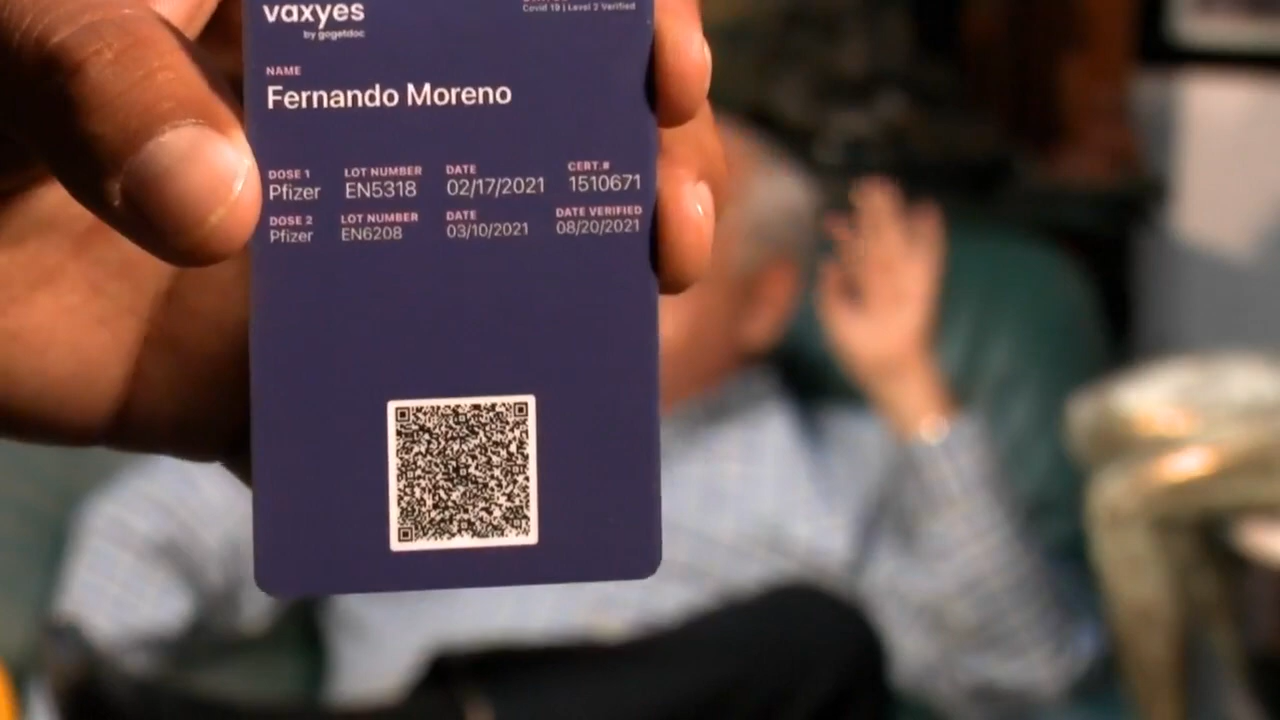 vaxyes
by gogetdoc
Covid 19 | Level 2 Verified
NAME
Fernando Moreno
DOSE 1 LOT NUMBER DATE CERT.#
Pfizer EN5318 02/17/2021 1510671
DOSE 2 LOT NUMBER DATE DATE VERIFIED
Pfizer EN6208 03/10/2021 08/20/2021